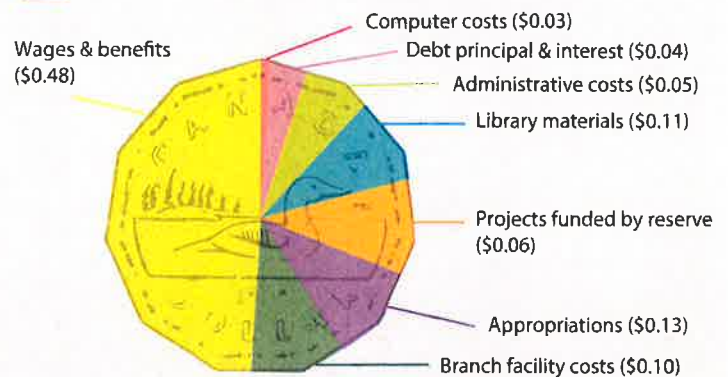 Computer costs ($0.03)
Debt principal & interest ($0.04)
Wages & benefits
($0.48)
Administrative costs ($0.05)
Library materials ($0.11)
Projects funded by reserve
($0.06)
Appropriations ($0.13)
Branch facility costs ($0.10)